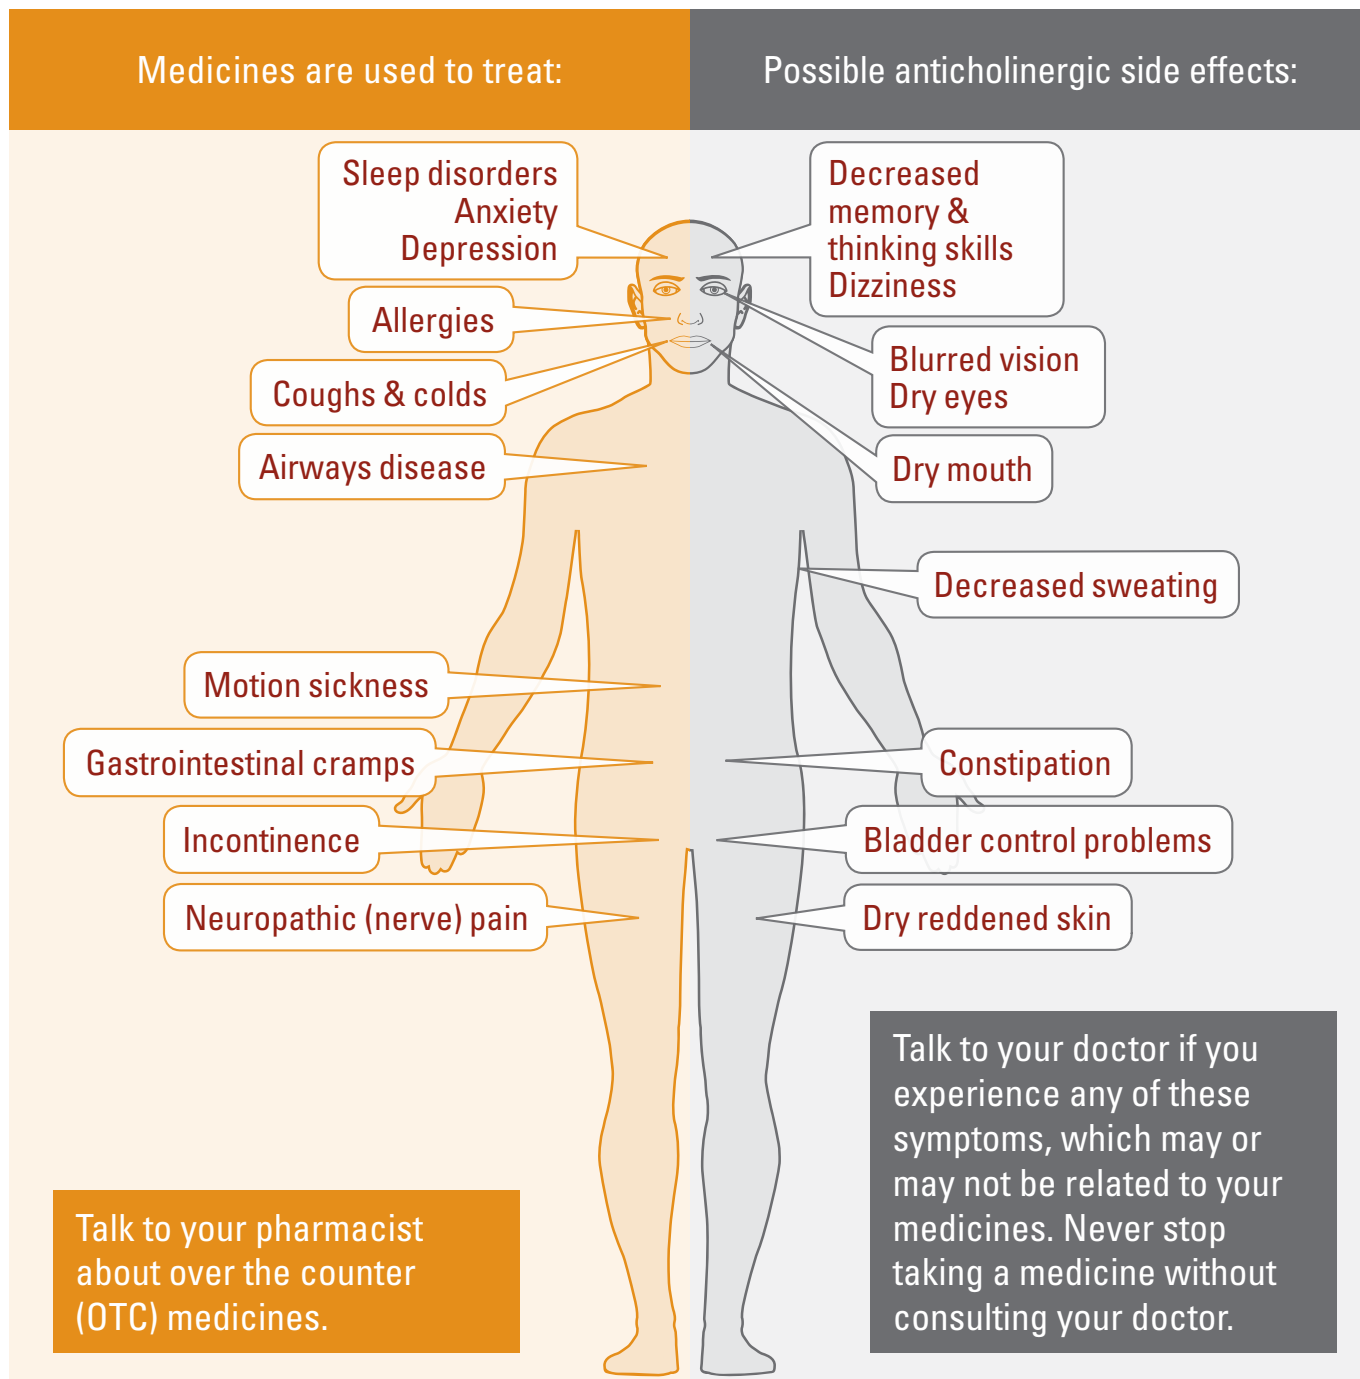 Medicines are used to treat:
Possible anticholinergic side effects:
Sleep disorders
Anxiety
Depression
Allergies
Coughs & colds
Airways disease
Motion sickness
Gastrointestinal cramps
Incontinence
Neuropathic (nerve) pain
Talk to your pharmacist
about over the counter
(OTC) medicines.
Decreased
memory &
thinking skills
Dizziness
Blurred vision
Dry eyes
Dry mouth
Decreased sweating
Constipation
Bladder control problems
Dry reddened skin
Talk to your doctor if you
experience any of these
symptoms, which may or
may not be related to your
medicines. Never stop
taking a medicine without
consulting your doctor.